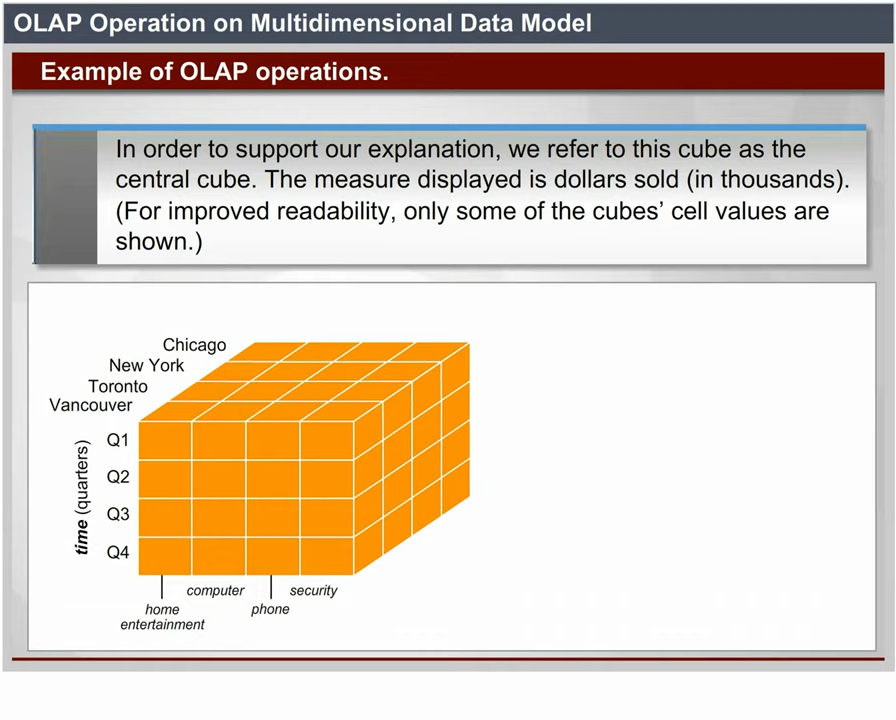 OLAP Operation on Multidimensional Data Model
Example of OLAP operations.
In order to support our explanation, we refer to this cube as the
central cube. The measure displayed is dollars sold (in thousands).
(For improved readability, only some of the cubes’ cell values are
shown.)
Chicago
New York
Toronto
Vancouver
Q1
Q2
Q3
Q4
time (quarters)
computer
security
home
phone
entertainment